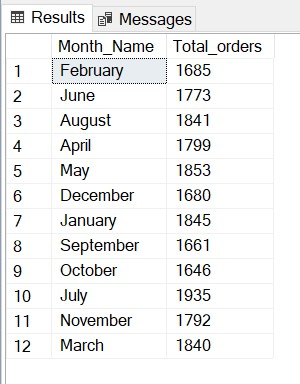 Results Messages
Month_Name Total_orders
1 February 1685
2 June 1773
3 August 1841
4 April 1799
5 May 1853
6 December 1680
7 January 1845
8 September 1661
9 October 1646
10 July 1935
11 November 1792
12 March 1840